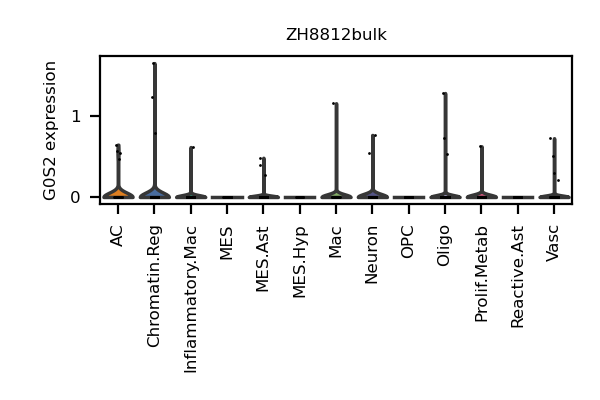 ZH8812bulk
G0S2 expression
1
0
AC
Chromatin.Reg
Inflammatory.Mac
MES
MES.Ast
MES.Hyp
Mac
Neuron
OPC
Oligo
Prolif.Metab
Reactive.Ast
Vasc